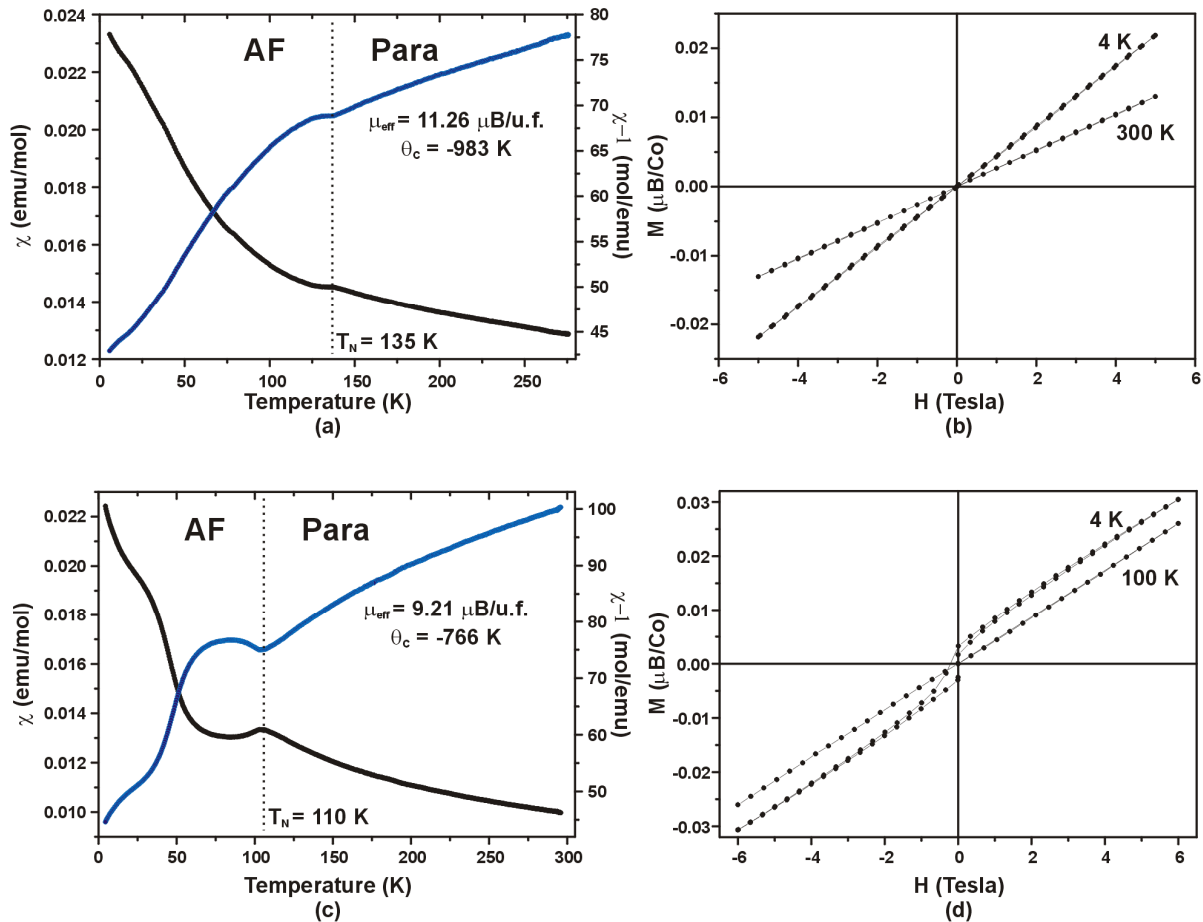 AF Para
μeff = 11.26 μB/u.f.
θc = -983 K
TN = 135 K
χ (emu/mol)
0.024
0.022
0.020
0.018
0.016
0.014
0.012
χ−1 (mol/emu)
80
75
70
65
60
55
50
45
0 50 100 150 200 250
Temperature (K)
(a)
4 K
300 K
M (μB/Co)
0.02
0.01
0.00
-0.01
-0.02
-6 -4 -2 0 2 4 6
H (Tesla)
(b)
AF Para
μeff = 9.21 μB/u.f.
θc = -766 K
TN = 110 K
χ (emu/mol)
0.022
0.020
0.018
0.016
0.014
0.012
0.010
χ−1 (mol/emu)
100
90
80
70
60
50
0 50 100 150 200 250 300
Temperature (K)
(c)
4 K
100 K
M (μB/Co)
0.03
0.02
0.01
0.00
-0.01
-0.02
-0.03
-6 -4 -2 0 2 4 6
H (Tesla)
(d)